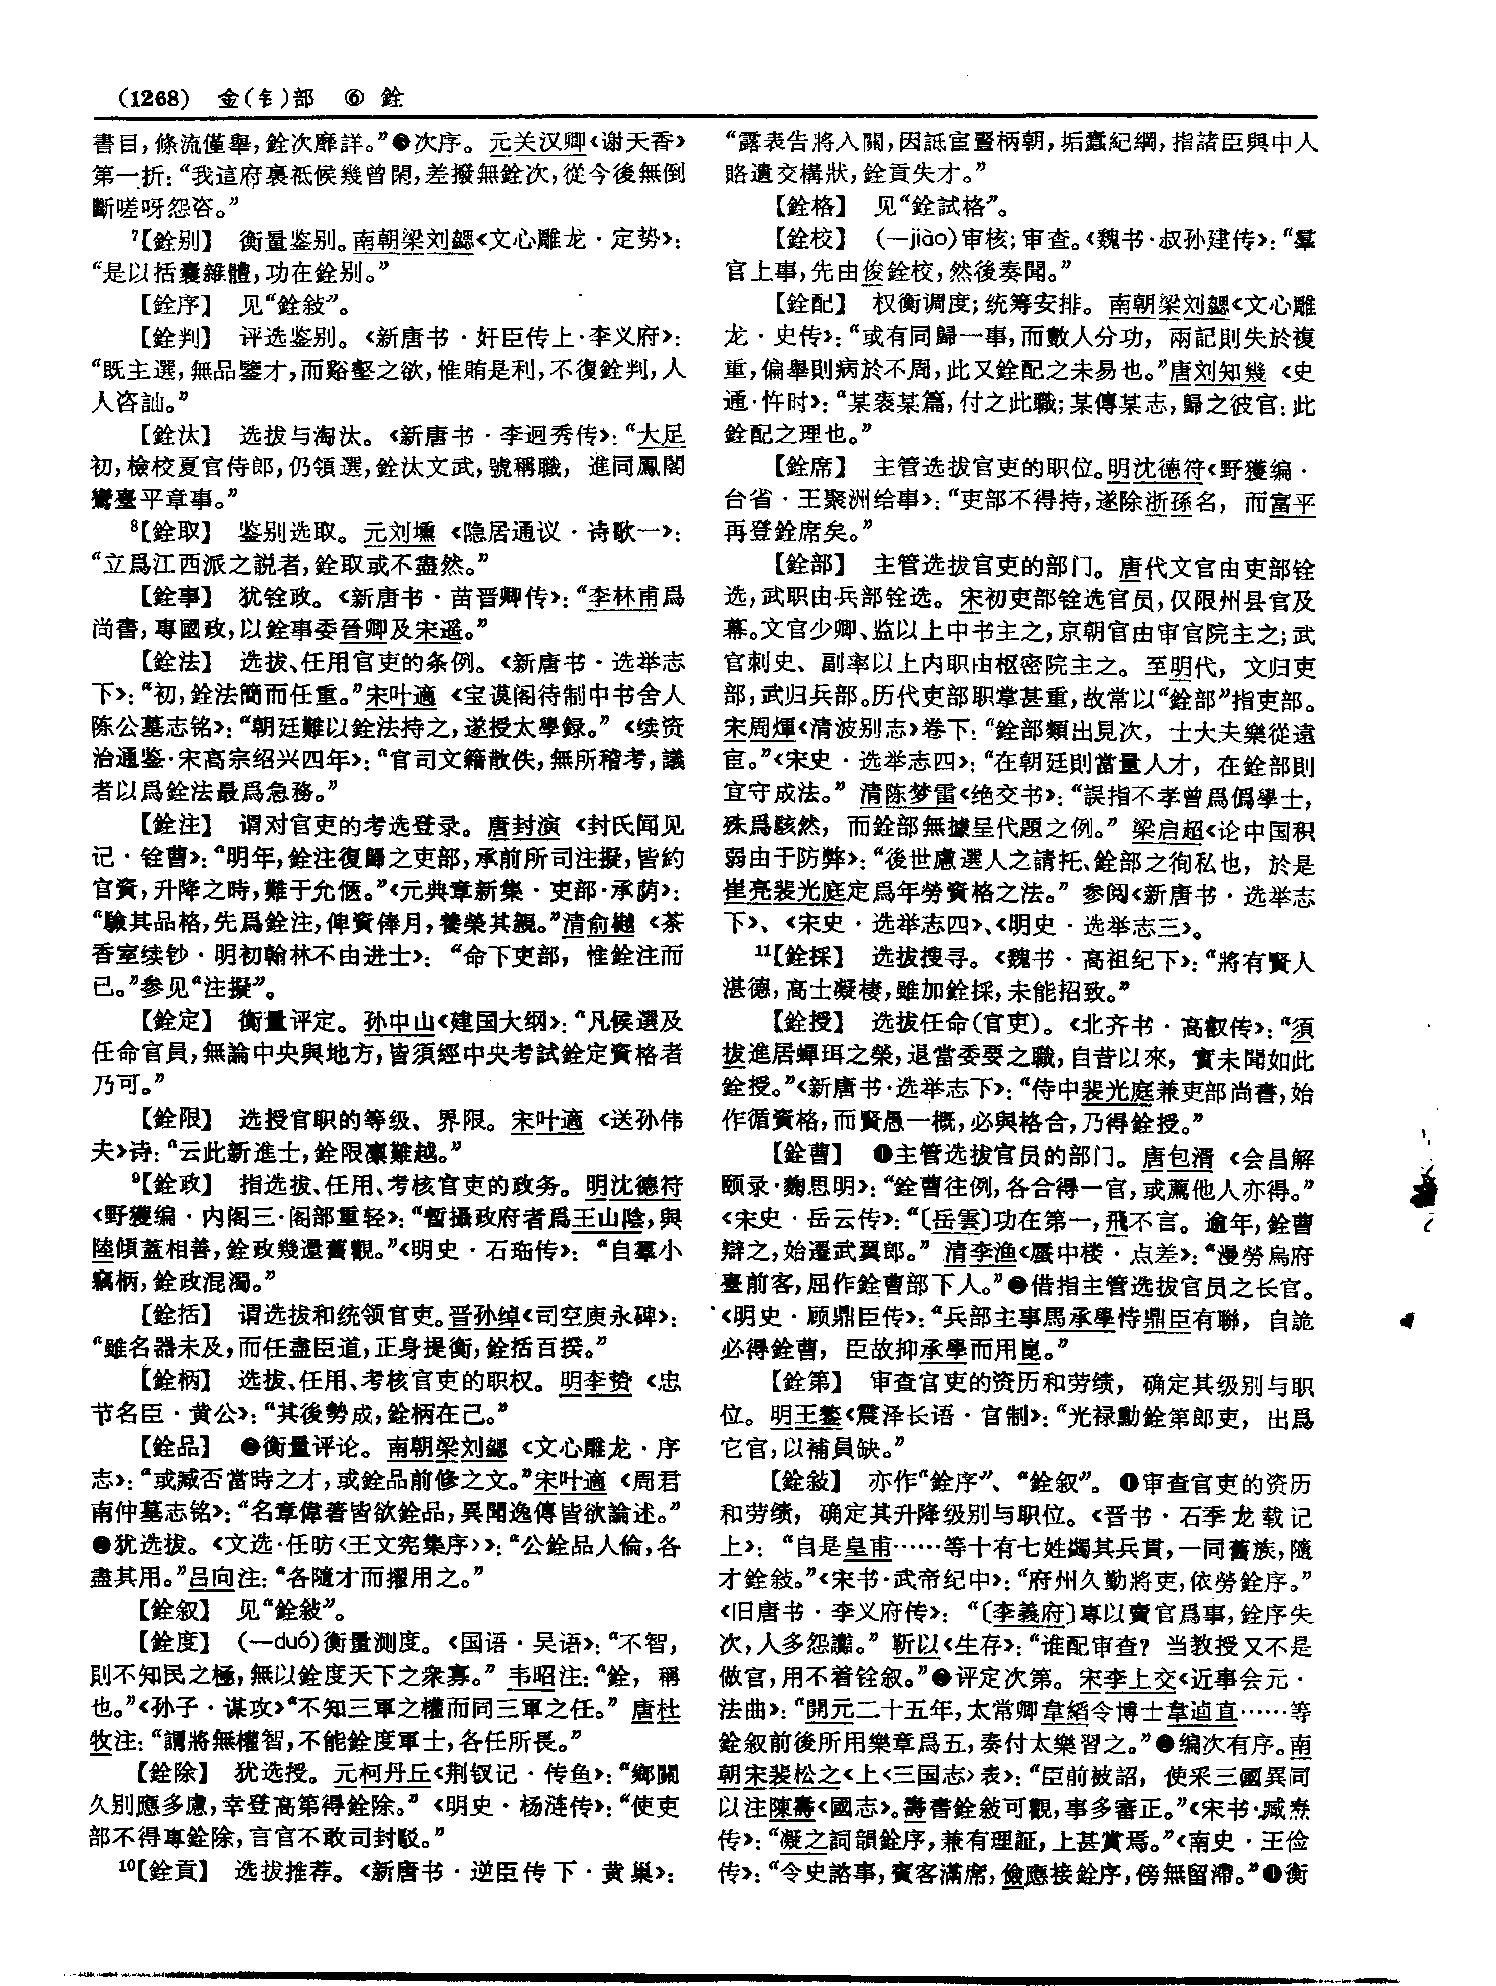 (1268) 金(钅)部 ⑥ 銓
書目，條流僅舉，銓次靡詳。”❸次序。 元关汉卿《谢天香》
第一折：“我這府裏祗候幾曾閑，差撥無銓次，從今後無倒
斷嗟呀怨咨。”
7【銓别】 衡量鉴别。南朝梁刘勰《文心雕龙·定势》：
“是以括囊雜體，功在銓别。”
【銓序】 见“銓敍”。
【銓判】 评选鉴别。《新唐书·奸臣传上·李义府》：
“既主選，無品鑒才，而谿壑之欲，惟賄是利，不復銓判，人
人咨訕。”
【銓汰】 选拔与淘汰。《新唐书·李迥秀传》：“大足
初，檢校夏官侍郎，仍領選，銓汰文武，號稱職， 進同鳳閣
鸞臺平章事。”
8【銓取】 鉴别选取。 元刘壎 《隐居通议·诗歌一》：
“立爲江西派之説者，銓取或不盡然。”
【銓事】 犹铨政。《新唐书·苗晋卿传》：“李林甫爲
尚書，專國政，以銓事委晉卿及宋遥。”
【銓法】 选拔、任用官吏的条例。《新唐书·选举志
下》：“初，銓法簡而任重。”宋叶適 《宝谟阁待制中书舍人
陈公墓志铭》：“朝廷難以銓法持之，遂授太學録。” 《续资
治通鉴·宋高宗绍兴四年》：“官司文籍散佚，無所稽考，議
者以爲銓法最爲急務。”
【銓注】 谓对官吏的考选登录。 唐封演 《封氏闻见
记·铨曹》：“明年，銓注復歸之吏部，承前所司注擬，皆約
官資，升降之時，難于允愜。”《元典章新集·吏部·承荫》：
“驗其品格，先爲銓注，俾資俸月，養榮其親。”清俞樾 《茶
香室续钞·明初翰林不由进士》： “命下吏部， 惟銓注而
已。”参见“注擬”。
【銓定】 衡量评定。 孙中山《建国大纲》：“凡候選及
任命官員，無論中央與地方，皆須經中央考試銓定資格者
乃可。”
【銓限】 选授官职的等级、界限。 宋叶適 《送孙伟
夫》诗：“云此新進士，銓限凛難越。”
9【銓政】 指选拔、任用、考核官吏的政务。 明沈德符
《野獲编·内阁三·阁部重轻》：“暫攝政府者爲王山陰，與
陸傾蓋相善，銓政幾還舊觀。”《明史·石珤传》： “自羣小
竊柄，銓政混濁。”
【銓括】 谓选拔和统领官吏。晋孙绰《司空庾永碑》：
“雖名器未及，而任盡臣道，正身提衡，銓括百揆。”
【銓柄】 选拔、任用、考核官吏的职权。 明李贽 《忠
节名臣·黄公》：“其後勢成，銓柄在己。”
【銓品】 ❶衡量评论。 南朝梁刘勰 《文心雕龙·序
志》：“或臧否當時之才，或銓品前修之文。”宋叶適 《周君
南仲墓志铭》：“名章偉著皆欲銓品，異聞逸傳皆欲論述。”
❷犹选拔。《文选·任昉〈王文宪集序〉》：“公銓品人倫，各
盡其用。”吕向注：“各隨才而擢用之。”
【銓叙】 见“銓敍”。
【銓度】 (—duó)衡量测度。《国语·吴语》：“不智，
則不知民之極，無以銓度天下之衆寡。” 韦昭注：“銓， 稱
也。”《孙子·谋攻》“不知三軍之權而同三軍之任。” 唐杜
牧注：“謂將無權智，不能銓度軍士，各任所長。”
【銓除】 犹选授。 元柯丹丘《荆钗记·传鱼》：“鄉關
久别應多慮，幸登高第得銓除。” 《明史·杨涟传》：“使吏
部不得專銓除，言官不敢司封駁。”
10【銓貢】 选拔推荐。《新唐书·逆臣传下·黄巢》：
“露表告將入關，因詆宦豎柄朝，垢蠹紀綱，指諸臣與中人
賂遺交構狀，銓貢失才。”
【銓格】 见“銓試格”。
【銓校】 (—jiào)审核；审查。《魏书·叔孙建传》：“羣
官上事，先由俊銓校，然後奏聞。”
【銓配】 权衡调度；统筹安排。 南朝梁刘勰《文心雕
龙·史传》：“或有同歸一事，而數人分功， 兩記則失於複
重，偏舉則病於不周，此又銓配之未易也。”唐刘知幾 《史
通·忤时》：“某袠某篇，付之此職；某傳某志，歸之彼官：此
銓配之理也。”
【銓席】 主管选拔官吏的职位。明沈德符《野獲编·
台省·王聚洲给事》：“吏部不得持，遂除浙孫名， 而富平
再登銓席矣。”
【銓部】 主管选拔官吏的部门。唐代文官由吏部铨
选，武职由兵部铨选。 宋初吏部铨选官员，仅限州县官及
幕。文官少卿、监以上中书主之，京朝官由审官院主之；武
官刺史、副率以上内职由枢密院主之。 至明代， 文归吏
部，武归兵部。历代吏部职掌甚重，故常以“銓部”指吏部。
宋周煇《清波别志》卷下：“銓部類出見次， 士大夫樂從遠
宦。”《宋史·选举志四》：“在朝廷則當量人才， 在銓部則
宜守成法。” 清陈梦雷《绝交书》：“誤指不孝曾爲僞學士，
殊爲駭然， 而銓部無據呈代題之例。” 梁启超《论中国积
弱由于防弊》：“後世慮選人之請托、銓部之徇私也， 於是
崔亮裴光庭定爲年勞資格之法。” 参阅《新唐书·选举志
下》、《宋史·选举志四》、《明史·选举志三》。
11【銓採】 选拔搜寻。《魏书·高祖纪下》：“將有賢人
湛德，高士凝棲，雖加銓採，未能招致。”
【銓授】 选拔任命(官吏)。《北齐书·高叡传》：“須
拔進居蟬珥之榮，退當委要之職，自昔以來， 實未聞如此
銓授。”《新唐书·选举志下》：“侍中裴光庭兼吏部尚書，始
作循資格，而賢愚一概，必與格合，乃得銓授。”
【銓曹】 ❶主管选拔官员的部门。 唐包湑 《会昌解
颐录·麴思明》：“銓曹往例，各合得一官，或薦他人亦得。”
《宋史·岳云传》：“〔岳雲〕功在第一，飛不言。 逾年，銓曹
辯之，始遷武翼郎。” 清李渔《蜃中楼·点差》：“漫勞烏府
臺前客，屈作銓曹部下人。”❷借指主管选拔官员之长官。
《明史·顾鼎臣传》：“兵部主事馬承學恃鼎臣有聯， 自詭
必得銓曹， 臣故抑承學而用崑。”
【銓第】 审查官吏的资历和劳绩， 确定其级别与职
位。 明王鏊《震泽长语·官制》：“光禄勳銓第郎吏， 出爲
它官，以補員缺。”
【銓敍】 亦作“銓序”、“銓叙”。 ❶审查官吏的资历
和劳绩， 确定其升降级别与职位。《晋书·石季龙载记
上》： “自是皇甫……等十有七姓蠲其兵貫，一同舊族，隨
才銓敍。”《宋书·武帝纪中》：“府州久勤將吏，依勞銓序。”
《旧唐书·李义府传》： “〔李義府〕專以賣官爲事，銓序失
次，人多怨讟。” 靳以《生存》：“谁配审查？ 当教授又不是
做官，用不着铨叙。”❷评定次第。 宋李上交《近事会元·
法曲》：“開元二十五年，太常卿韋縚令博士韋逌直……等
銓叙前後所用樂章爲五，奏付太樂習之。”❸编次有序。南
朝宋裴松之《上〈三国志〉表》：“臣前被詔， 使采三國異同
以注陳壽《國志》。壽書銓敍可觀，事多審正。”《宋书·臧焘
传》：“凝之詞韻銓序，兼有理証，上甚賞焉。”《南史·王俭
传》：“令史諮事，賓客滿席，儉應接銓序，傍無留滯。”❹衡